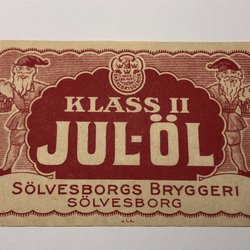 KLASS II
JUL-ÖL
SÖLVESBORGS BRYGGERI
SÖLVESBORG